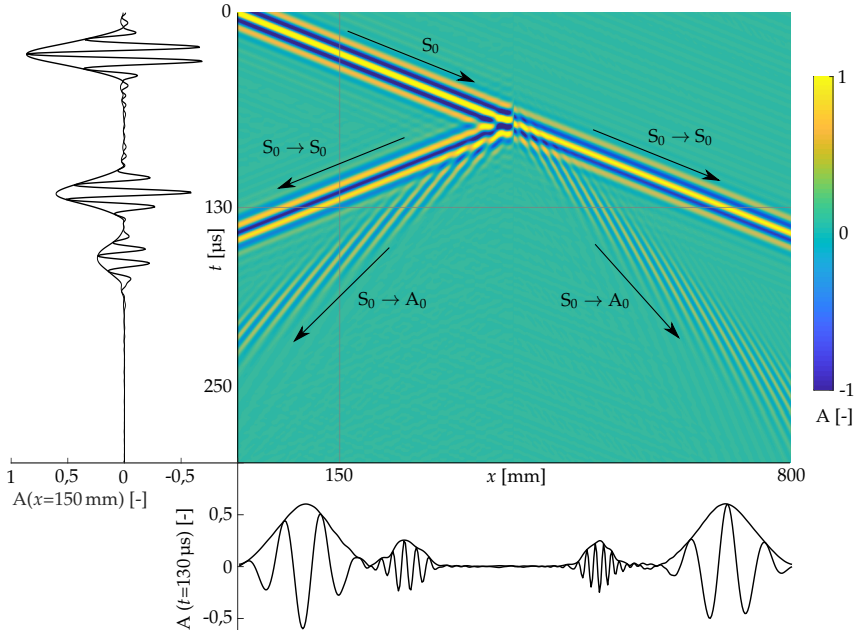 0
S₀
S₀ → S₀
S₀ → S₀
130
t [µs]
S₀ → A₀
S₀ → A₀
250
1
0
-1
A [-]
1
0,5
0
-0,5
A(x=150 mm) [-]
150
x [mm]
800
0,5
0
-0,5
A (t=130 µs) [-]